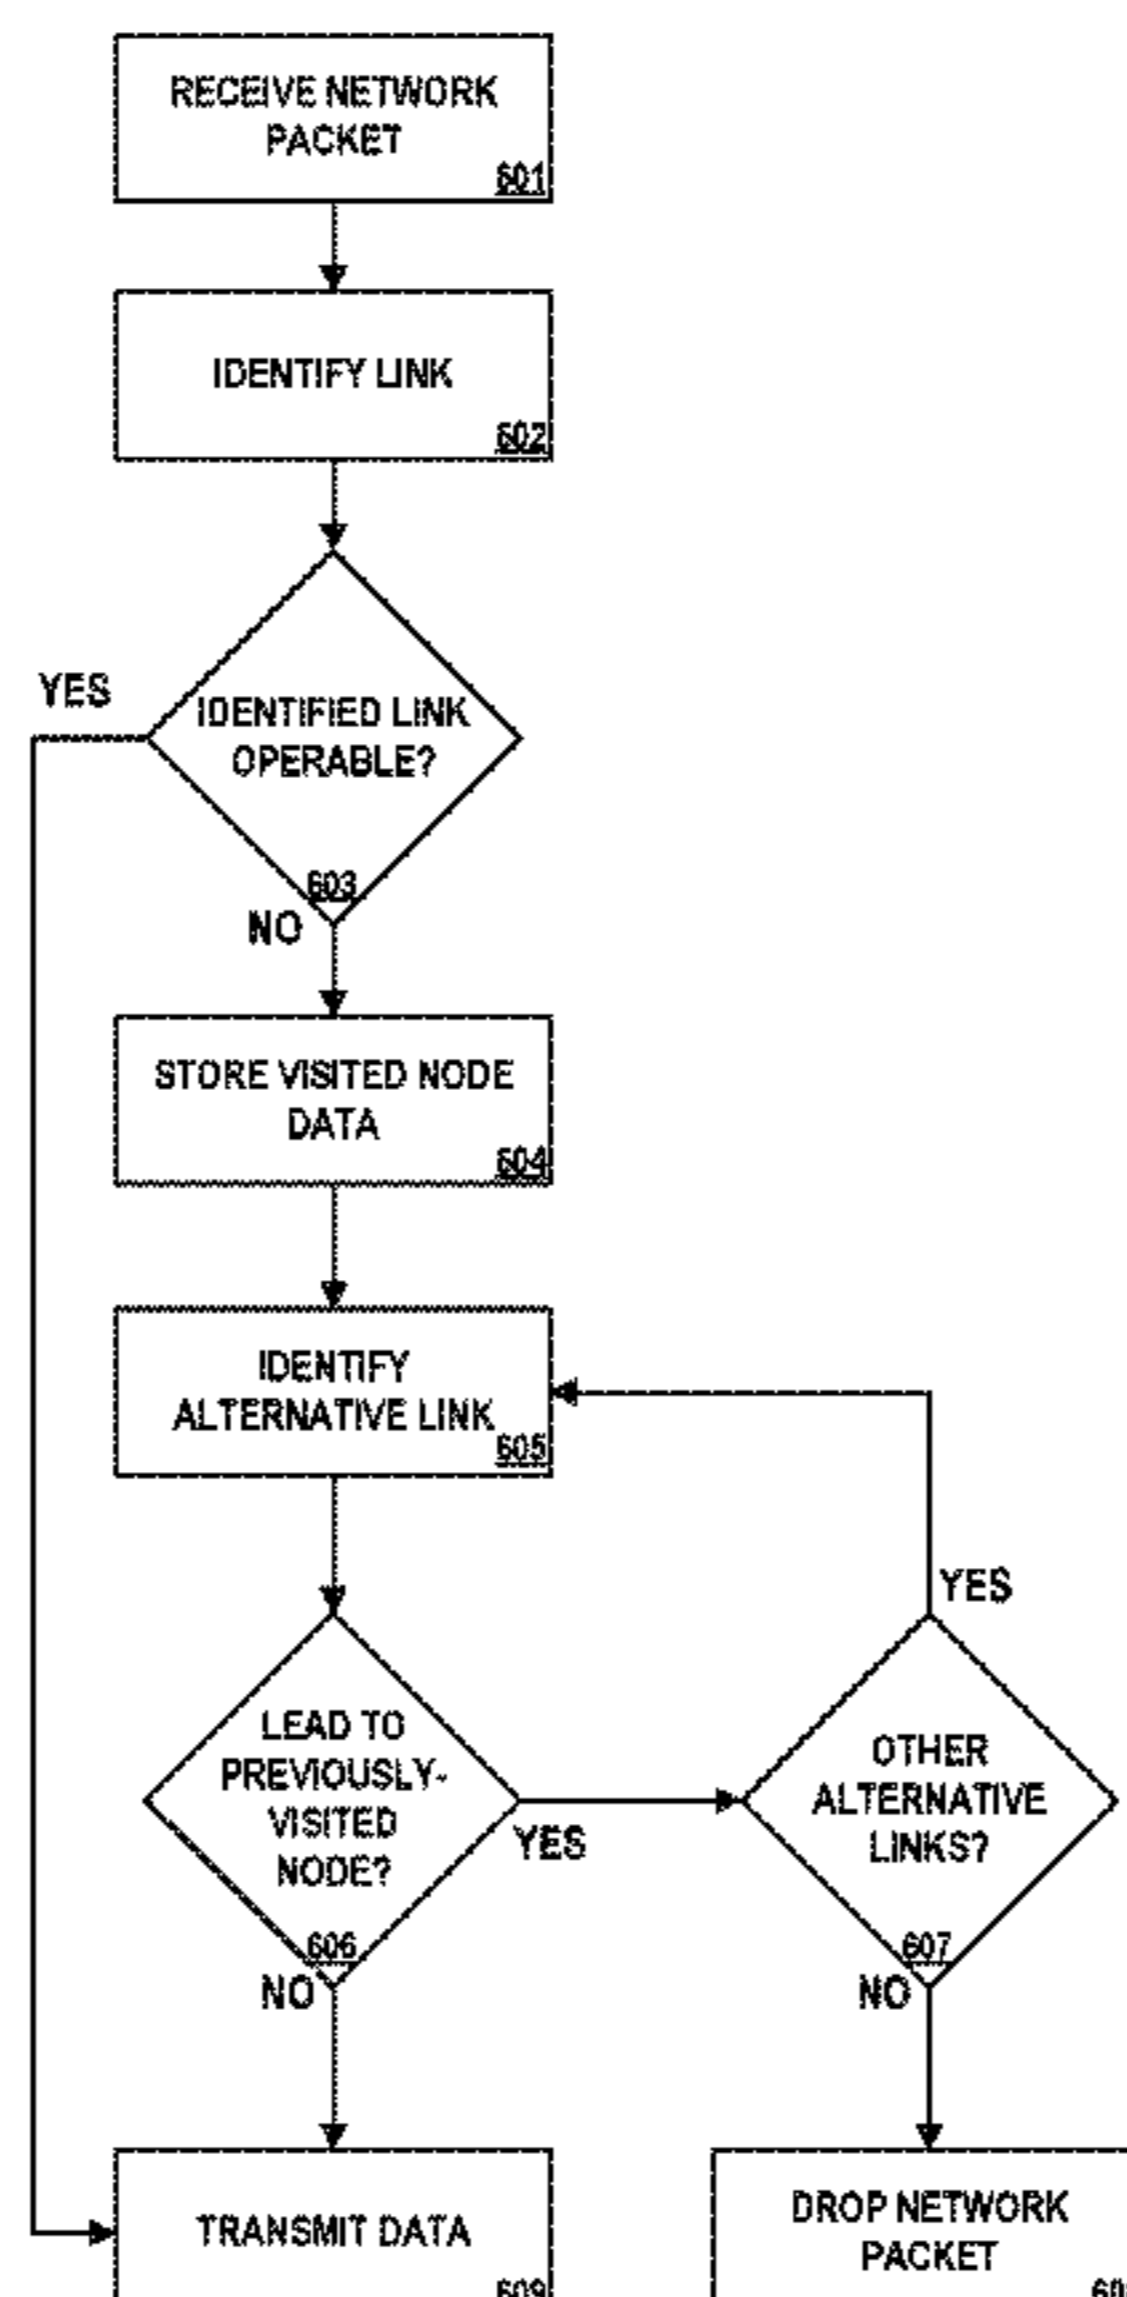 RECEIVE NETWORK
PACKET
601
IDENTIFY LINK
602
YES
IDENTIFIED LINK
OPERABLE?
603
NO
STORE VISITED NODE
DATA
604
IDENTIFY
ALTERNATIVE LINK
605
LEAD TO
PREVIOUSLY-
VISITED
NODE?
606
YES
NO
OTHER
ALTERNATIVE
LINKS?
607
YES
NO
TRANSMIT DATA
609
DROP NETWORK
PACKET